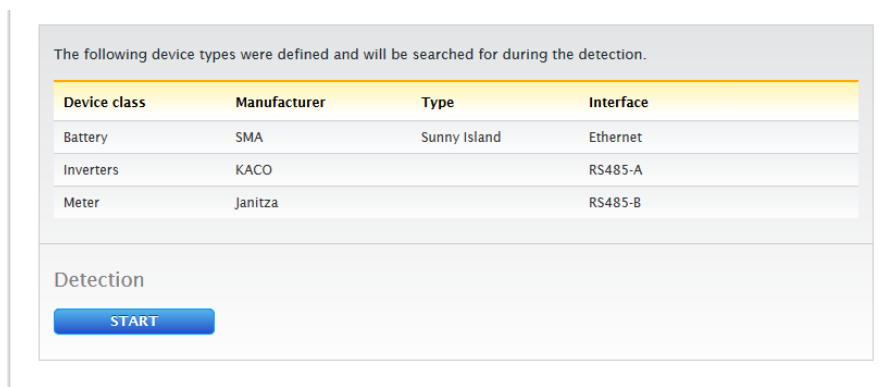 The following device types were defined and will be searched for during the detection.
Device class Manufacturer Type Interface
Battery SMA Sunny Island Ethernet
Inverters KACO RS485-A
Meter Janitza RS485-B
Detection
START